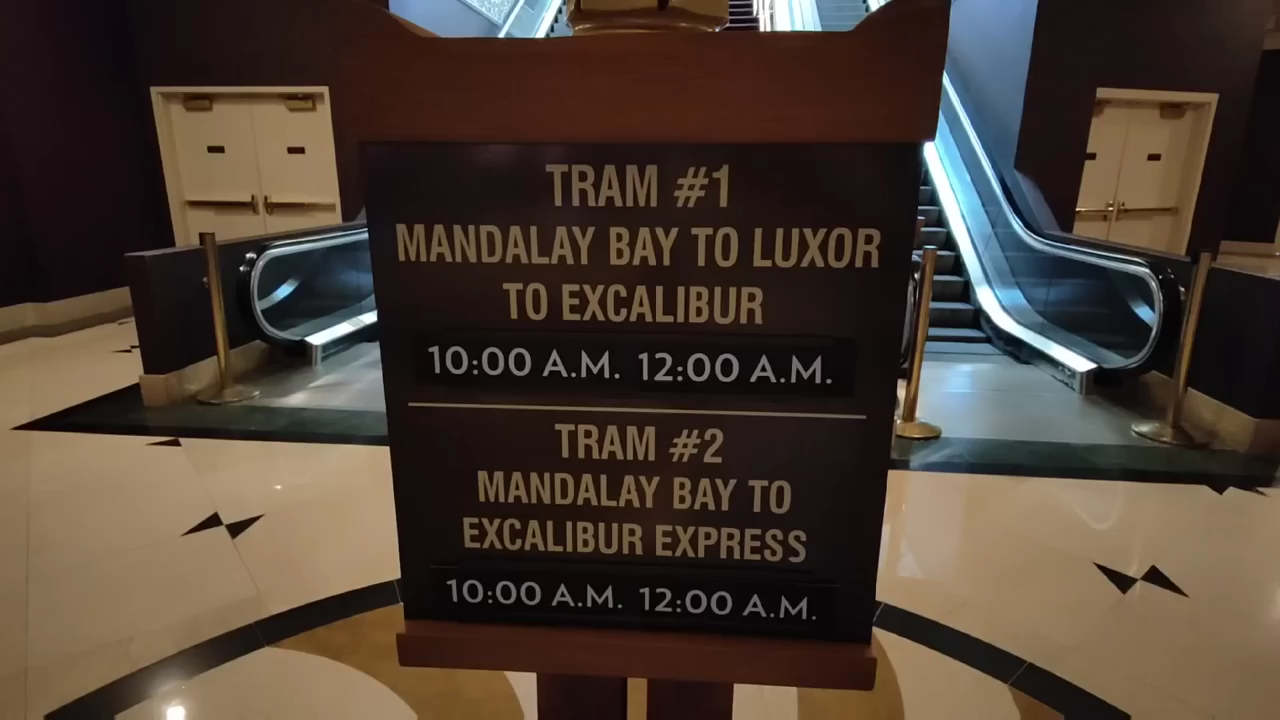 TRAM #1
MANDALAY BAY TO LUXOR
TO EXCALIBUR
10:00 A.M. 12:00 A.M.
TRAM #2
MANDALAY BAY TO
EXCALIBUR EXPRESS
10:00 A.M. 12:00 A.M.